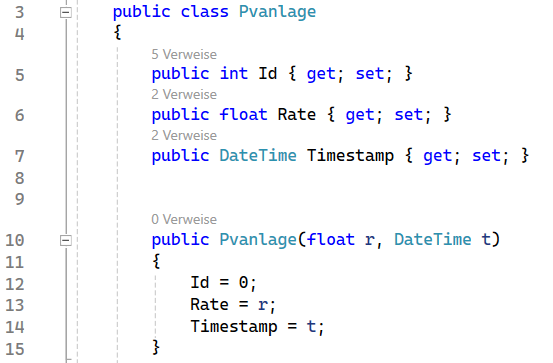 3 public class Pvanlage
4 {
5 Verweise
5 public int Id { get; set; }
2 Verweise
6 public float Rate { get; set; }
2 Verweise
7 public DateTime Timestamp { get; set; }
8
9
0 Verweise
10 public Pvanlage(float r, DateTime t)
11 {
12 Id = 0;
13 Rate = r;
14 Timestamp = t;
15 }